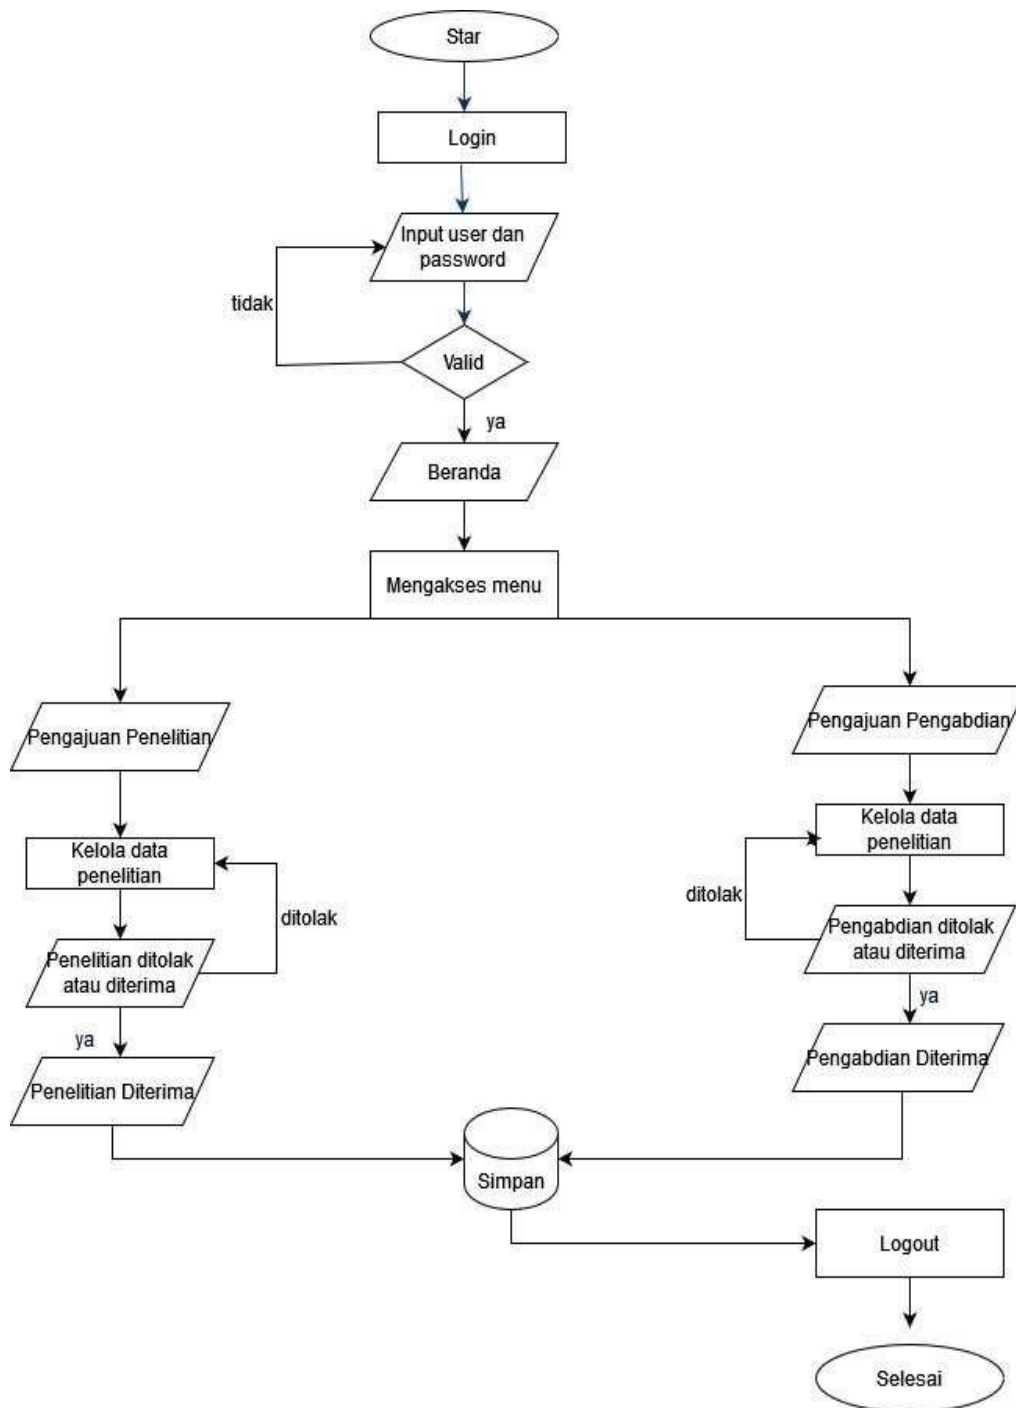 Star
Login
Input user dan
password
tidak
Valid
ya
Beranda
Mengakses menu
Pengajuan Penelitian
Kelola data
penelitian
ditolak
Penelitian ditolak
atau diterima
ya
Penelitian Diterima
Pengajuan Pengabdian
Kelola data
penelitian
ditolak
Pengabdian ditolak
atau diterima
ya
Pengabdian Diterima
Simpan
Logout
Selesai